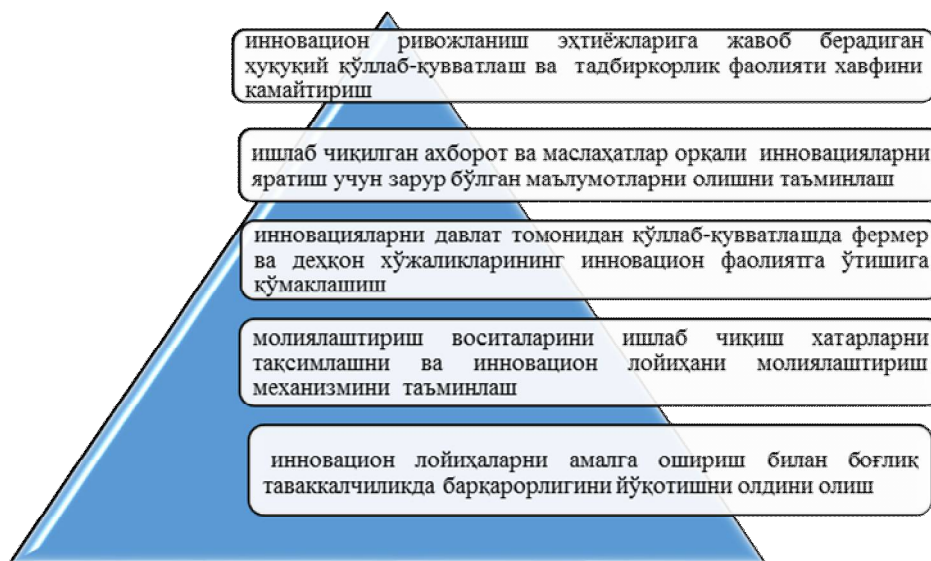 инновацион ривожланиш эҳтиёжларига жавоб берадиган
ҳуқуқий қўллаб-қувватлаш ва тадбиркорлик фаолияти хавфини
камайтириш
ишлаб чиқилган ахборот ва маслаҳатлар орқали инновацияларни
яратиш учун зарур бўлган маълумотларни олишни таъминлаш
инновацияларни давлат томонидан қўллаб-қувватлашда фермер
ва деҳқон хўжаликларининг инновацион фаолиятга ўтишига
кўмаклашиш
молиялаштириш воситаларини ишлаб чиқиш хатарларни
тақсимлашни ва инновацион лойиҳани молиялаштириш
механизмини таъминлаш
инновацион лойиҳаларни амалга ошириш билан боғлиқ
таваккалчиликда барқарорлигини йўқотишни олдини олиш